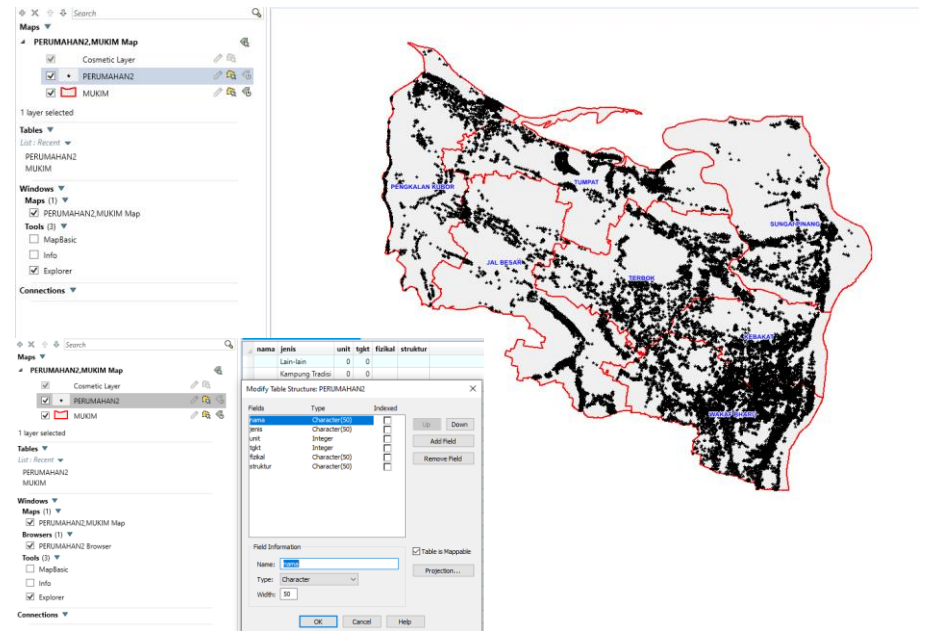 Search
Maps
PERUMAHAN2,MUKIM Map
Cosmetic Layer
PERUMAHAN2
MUKIM
1 layer selected
Tables
List : Recent
PERUMAHAN2
MUKIM
Windows
Maps (1)
PERUMAHAN2,MUKIM Map
Tools (3)
MapBasic
Info
Explorer
Connections
PENGKALAN KUBOR
TUMPAT
SUNGAI PINANG
JAL BESAR
TERBOK
KEBAKAT
WAKAF BHARU
Search
Maps
PERUMAHAN2,MUKIM Map
Cosmetic Layer
PERUMAHAN2
MUKIM
1 layer selected
Tables
List : Recent
PERUMAHAN2
MUKIM
Windows
Maps (1)
PERUMAHAN2,MUKIM Map
Browsers (1)
PERUMAHAN2 Browser
Tools (3)
MapBasic
Info
Explorer
Connections
nama jenis unit tgkt fizikal struktur
Lain-lain 0 0
Kampung Tradisi 0 0
Modify Table Structure: PERUMAHAN2
Fields Type Indexed
nama Character(50)
jenis Character(50)
unit Integer
tgkt Integer
fizikal Character(50)
struktur Character(50)
Up Down
Add Field
Remove Field
Field Information
Name: nama
Type: Character
Width: 50
Table is Mappable
Projection...
OK Cancel Help